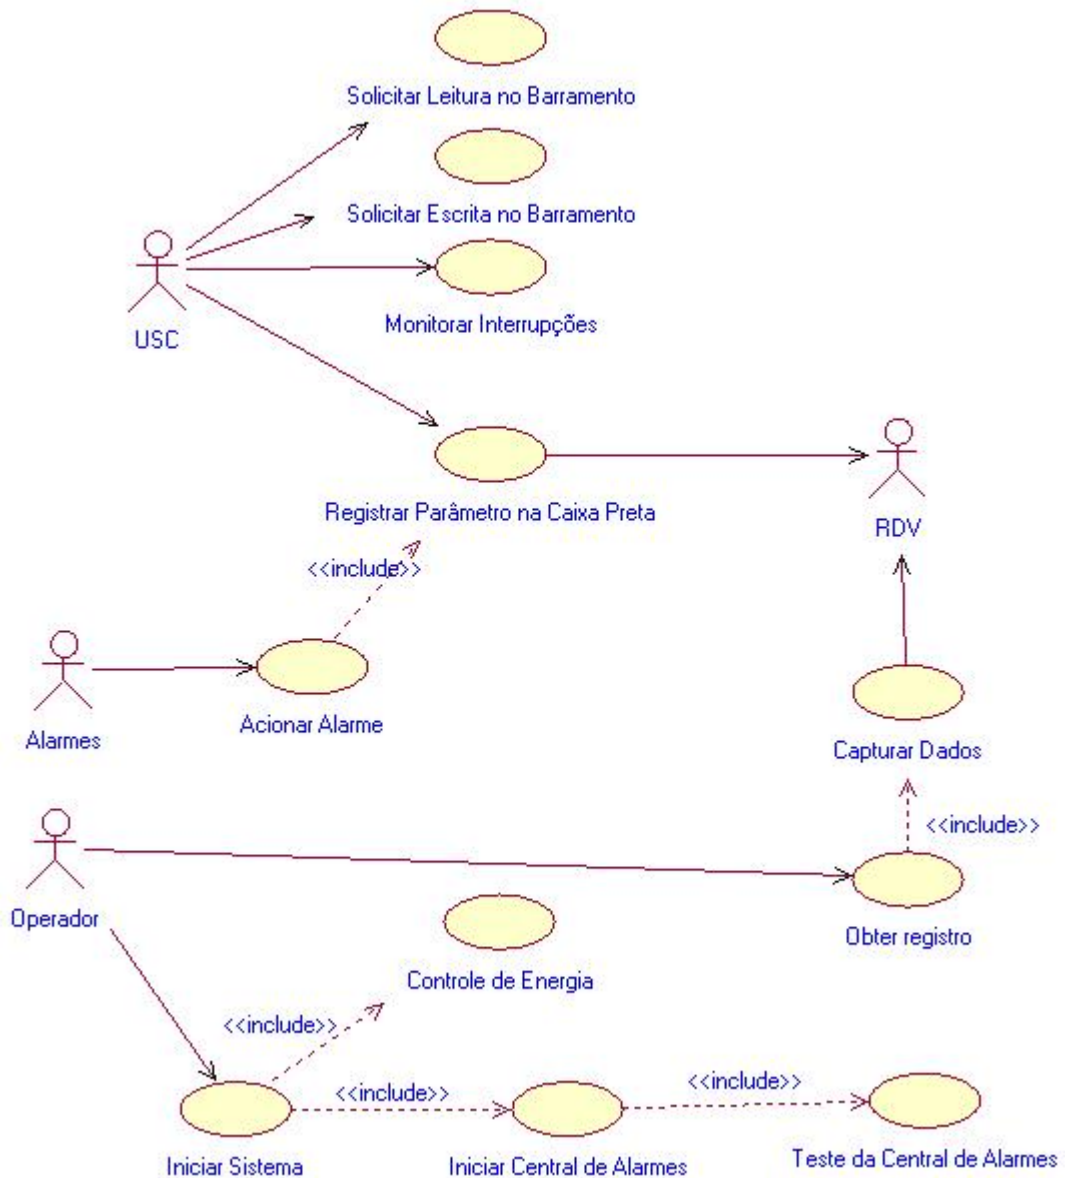 Solicitar Leitura no Barramento
Solicitar Escrita no Barramento
USC
Monitorar Interrupções
Registrar Parâmetro na Caixa Preta
RDV
<<include>>
Alarmes
Acionar Alarme
Capturar Dados
<<include>>
Operador
Obter registro
Controle de Energia
<<include>>
<<include>>
<<include>>
Iniciar Sistema
Iniciar Central de Alarmes
Teste da Central de Alarmes